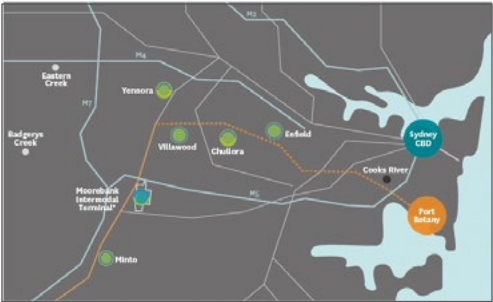 M2
M4
Eastern
Creek
Yennora
M7
Badgerys
Creek
Villawood
Chullora
Enfield
Sydney
CBD
Cooks River
Moorebank
Intermodal
Terminal*
M5
Port
Botany
Minto